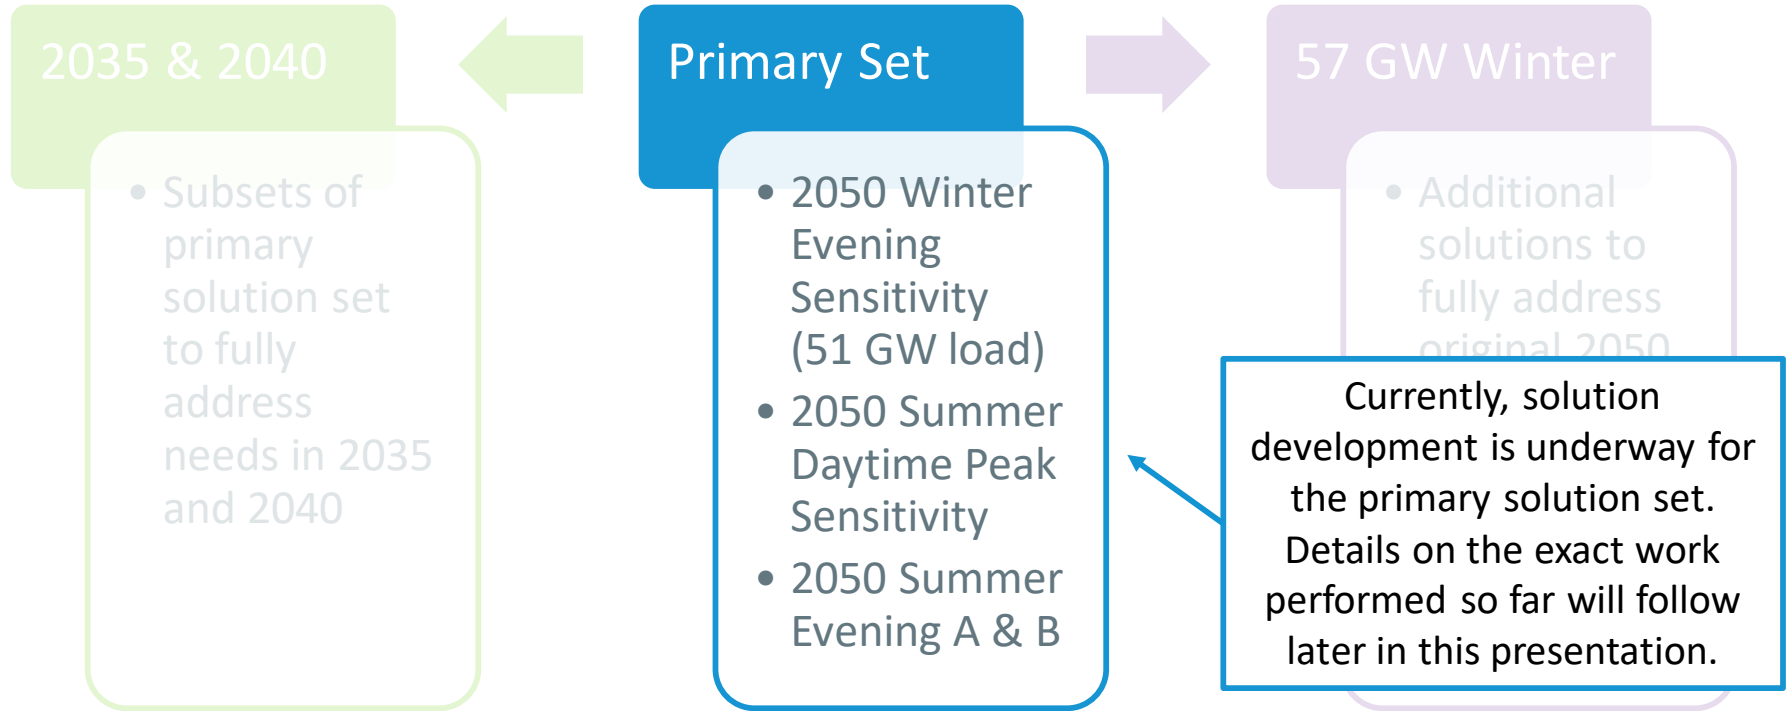 2035 & 2040
• Subsets of
primary
solution set
to fully
address
needs in 2035
and 2040
Primary Set
• 2050 Winter
Evening
Sensitivity
(51 GW load)
• 2050 Summer
Daytime Peak
Sensitivity
• 2050 Summer
Evening A & B
57 GW Winter
• Additional
solutions to
fully address
original 2050
Currently, solution
development is underway for
the primary solution set.
Details on the exact work
performed so far will follow
later in this presentation.